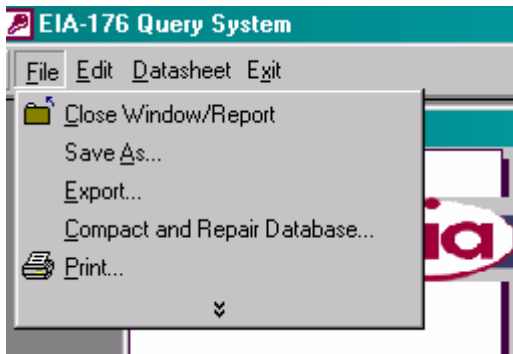 EIA-176 Query System
File Edit Datasheet Exit
Close Window/Report
Save As...
Export...
Compact and Repair Database...
ia
Print...